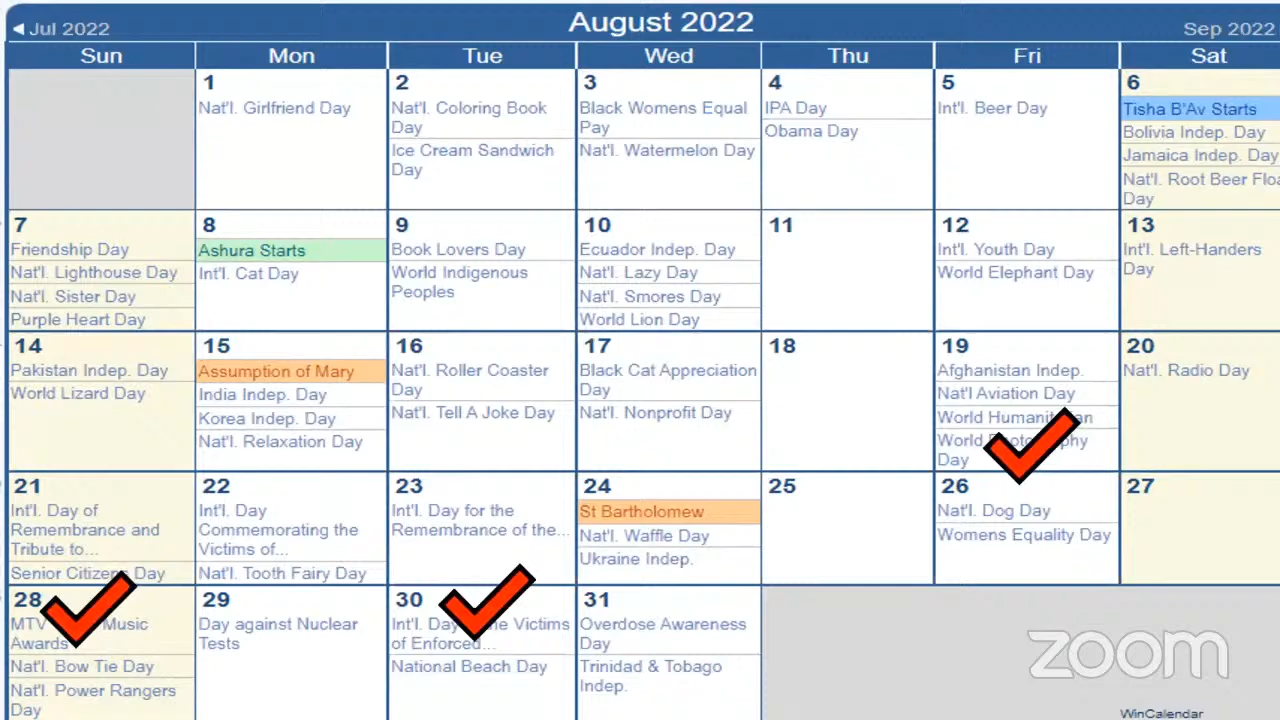 ◄ Jul 2022
August 2022
Sep 2022
Sun Mon Tue Wed Thu Fri Sat
1
Nat'l. Girlfriend Day
2
Nat'l. Coloring Book
Day
Ice Cream Sandwich
Day
3
Black Womens Equal
Pay
Nat'l. Watermelon Day
4
IPA Day
Obama Day
5
Int'l. Beer Day
6
Tisha B'Av Starts
Bolivia Indep. Day
Jamaica Indep. Day
Nat'l. Root Beer Floa
Day
7
Friendship Day
Nat'l. Lighthouse Day
Nat'l. Sister Day
Purple Heart Day
8
Ashura Starts
Int'l. Cat Day
9
Book Lovers Day
World Indigenous
Peoples
10
Ecuador Indep. Day
Nat'l. Lazy Day
Nat'l. Smores Day
World Lion Day
11
12
Int'l. Youth Day
World Elephant Day
13
Int'l. Left-Handers
Day
14
Pakistan Indep. Day
World Lizard Day
15
Assumption of Mary
India Indep. Day
Korea Indep. Day
Nat'l. Relaxation Day
16
Nat'l. Roller Coaster
Day
Nat'l. Tell A Joke Day
17
Black Cat Appreciation
Day
Nat'l. Nonprofit Day
18
19
Afghanistan Indep.
Nat'l Aviation Day
World Humanitarian
World Photography
Day
20
Nat'l. Radio Day
21
Int'l. Day of
Remembrance and
Tribute to...
Senior Citizens Day
22
Int'l. Day
Commemorating the
Victims of...
Nat'l. Tooth Fairy Day
23
Int'l. Day for the
Remembrance of the...
24
St Bartholomew
Nat'l. Waffle Day
Ukraine Indep.
25
26
Nat'l. Dog Day
Womens Equality Day
27
28
MTV Music
Awards
Nat'l. Bow Tie Day
Nat'l. Power Rangers
Day
29
Day against Nuclear
Tests
30
Int'l. Day the Victims
of Enforced...
National Beach Day
31
Overdose Awareness
Day
Trinidad & Tobago
Indep.
zoom
WinCalendar